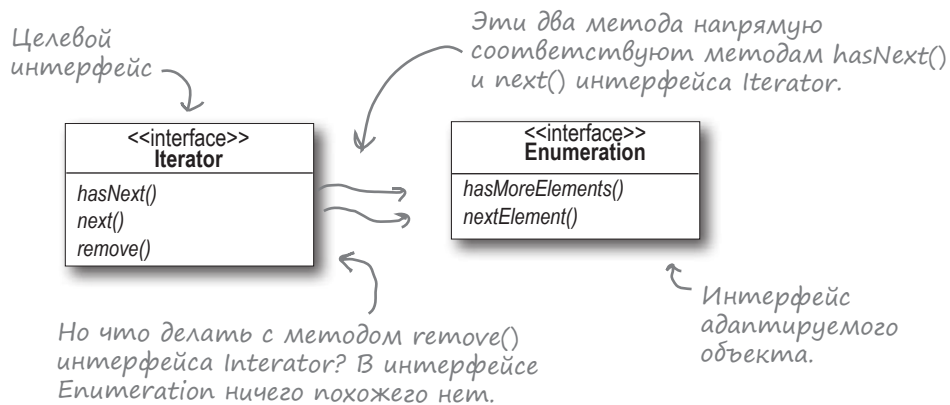 Целевой
интерфейс
Эти два метода напрямую
соответствуют методам hasNext()
и next() интерфейса Iterator.
<<interface>>
Iterator
hasNext()
next()
remove()
<<interface>>
Enumeration
hasMoreElements()
nextElement()
Но что делать с методом remove()
интерфейса Interator? В интерфейсе
Enumeration ничего похожего нет.
Интерфейс
адаптируемого
объекта.